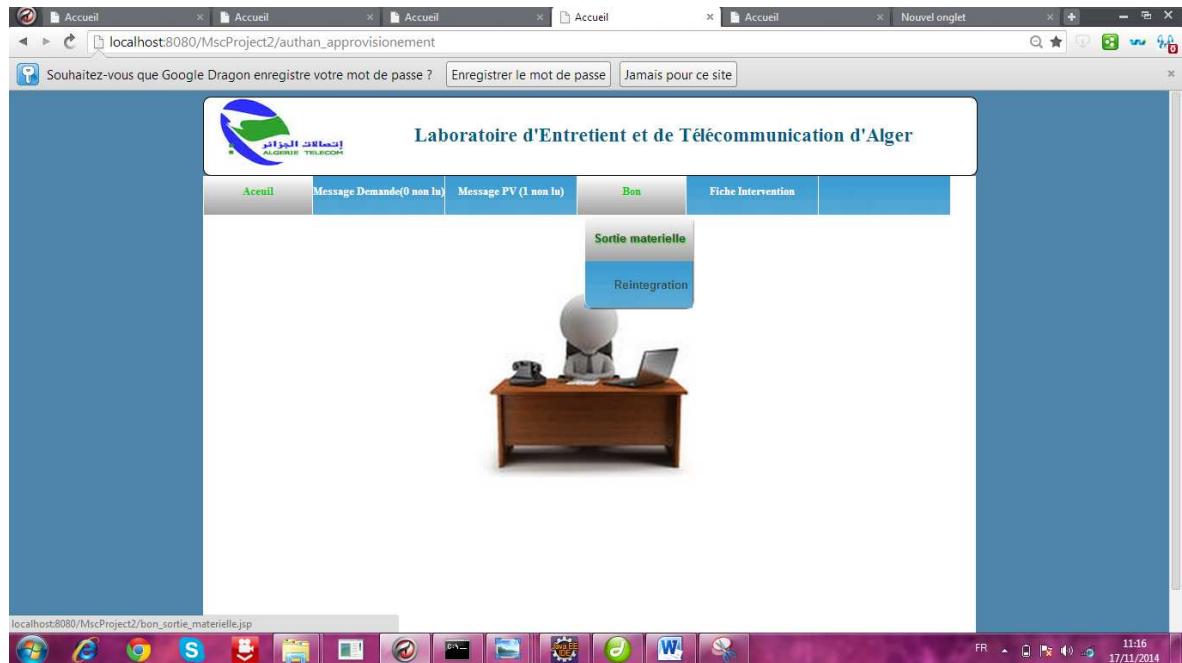 Accueil Accueil Accueil Accueil Accueil Nouvel onglet
localhost:8080/MscProject2/authan_approvisionement
Souhaitez-vous que Google Dragon enregistre votre mot de passe ? Enregistrer le mot de passe Jamais pour ce site
إتصالات الجزائر
ALGERIE TELECOM
Laboratoire d'Entretient et de Télécommunication d'Alger
Aceuil Message Demande(0 non lu) Message PV (1 non lu) Bon Fiche Intervention
Sortie materielle
Reintegration
localhost:8080/MscProject2/bon_sortie_materielle.jsp
FR 11:16
17/11/2014